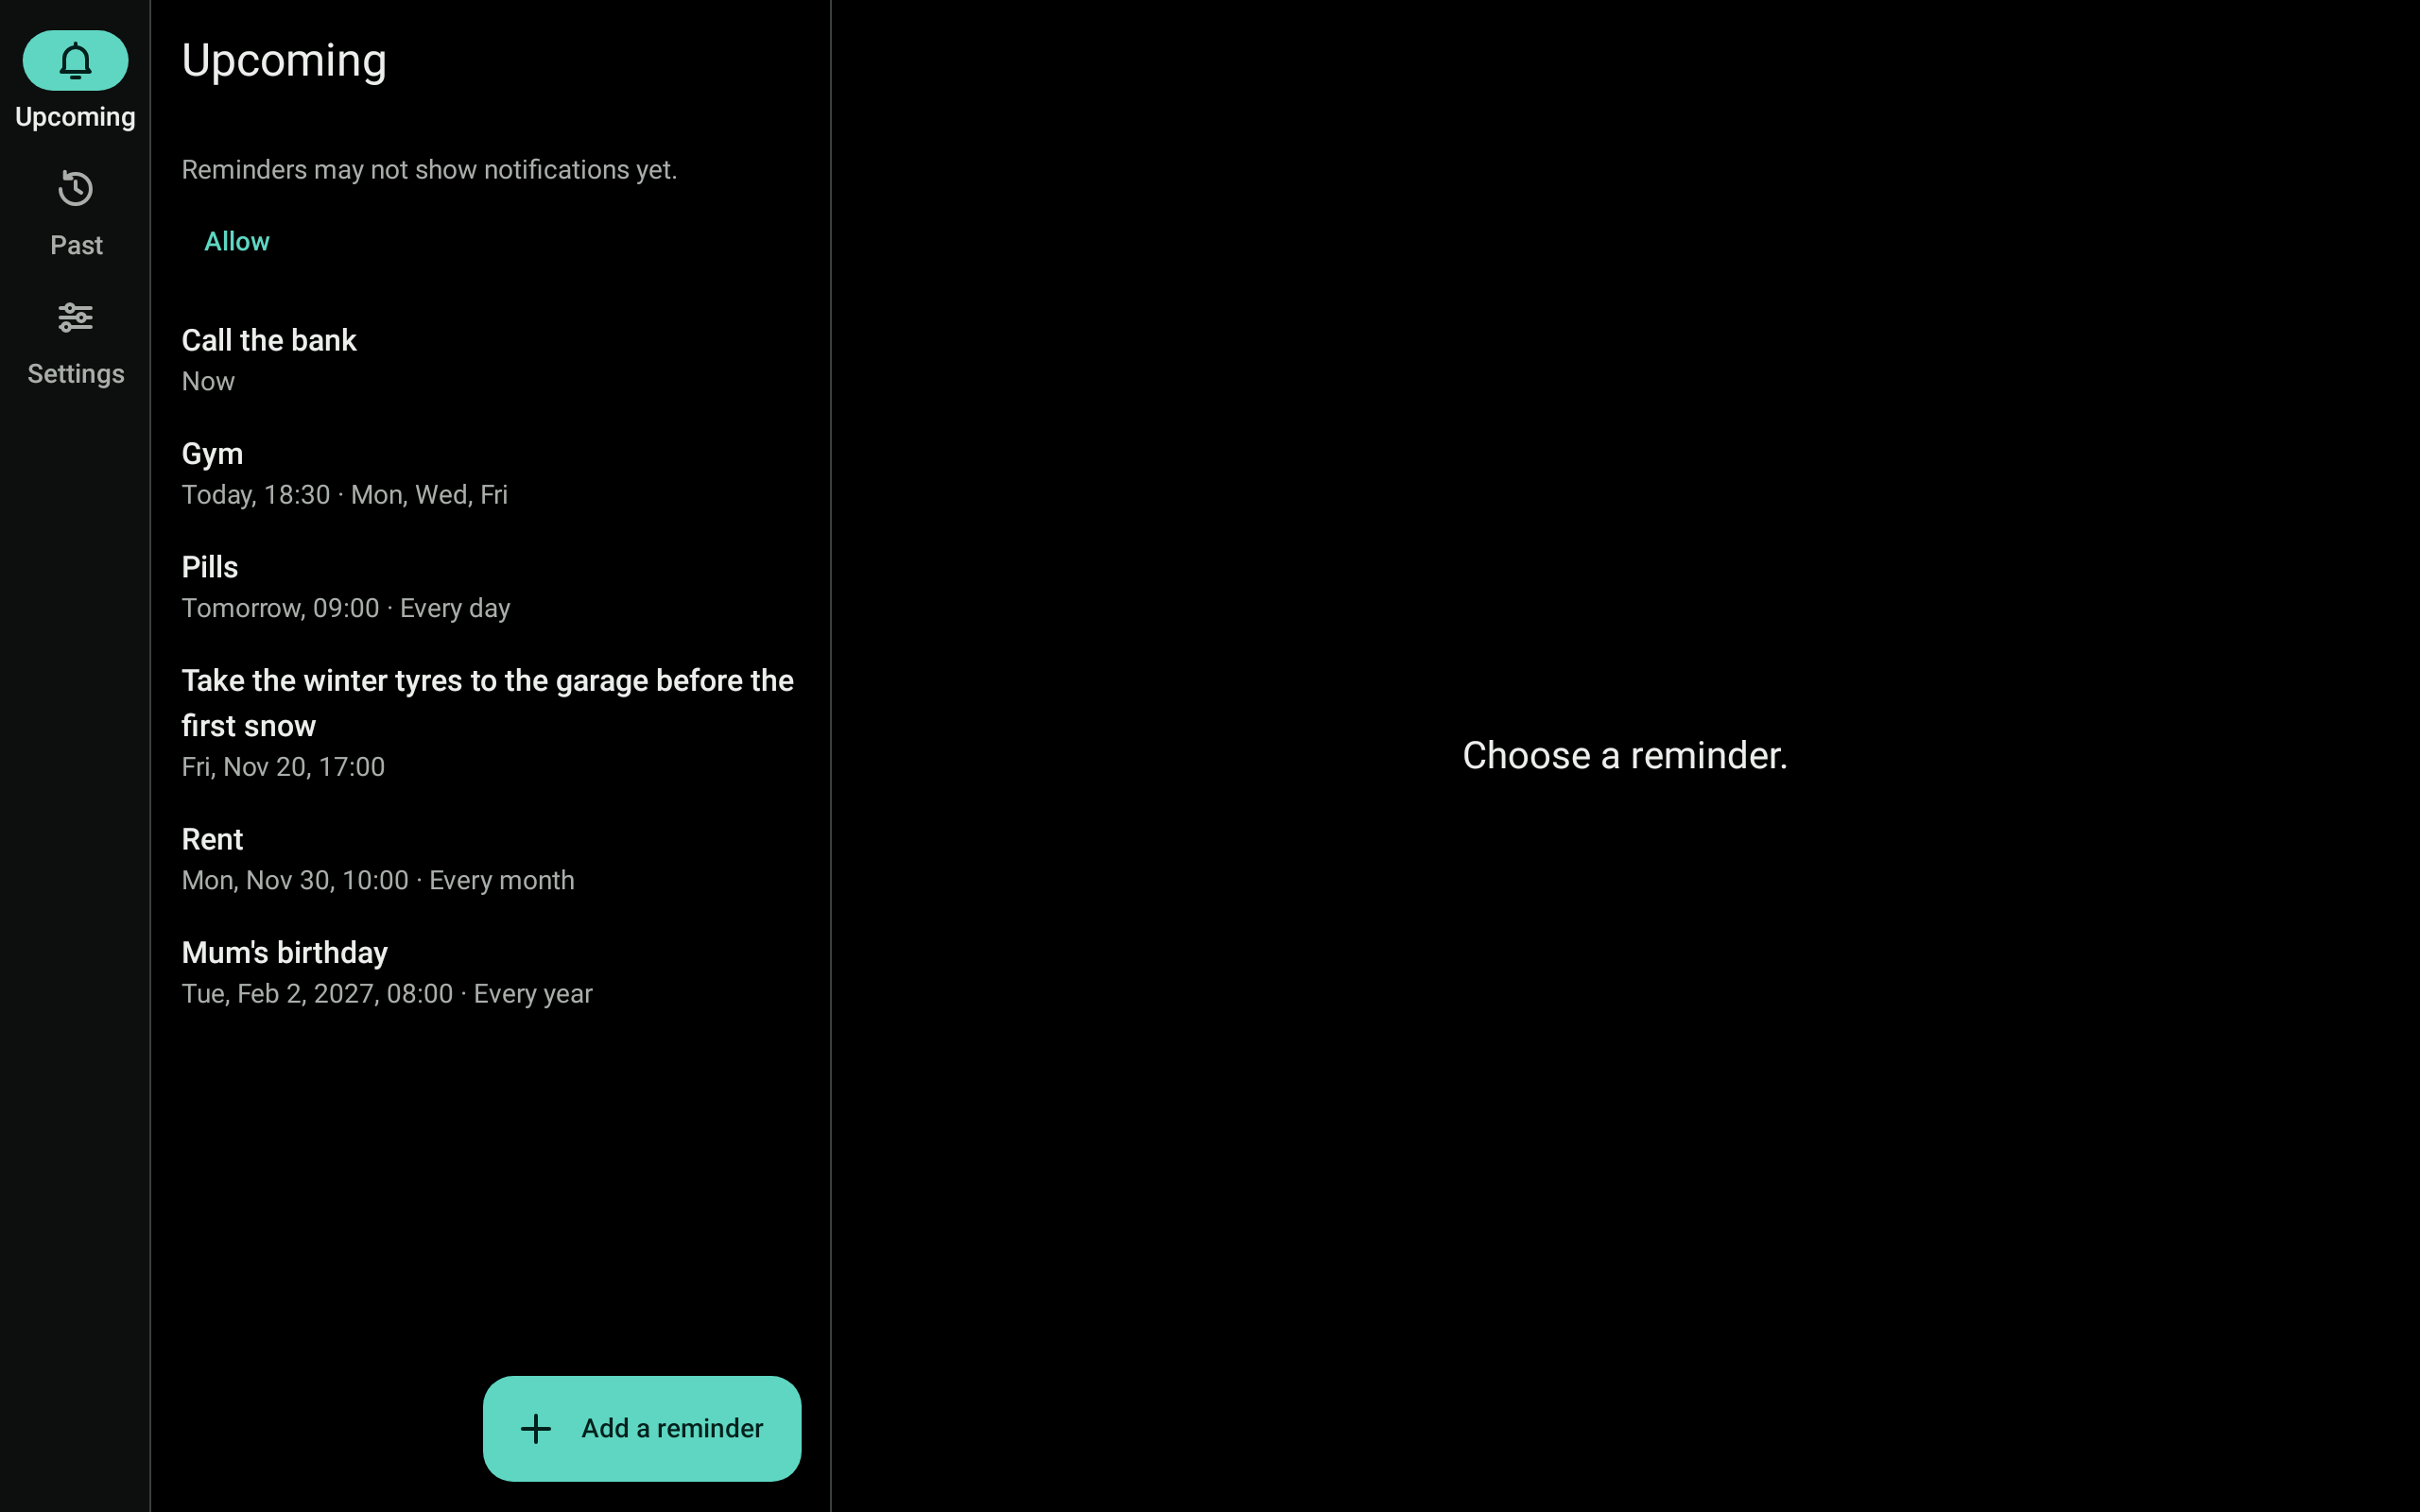 Upcoming
Past
Settings
Upcoming
Reminders may not show notifications yet.
Allow
Call the bank
Now
Gym
Today, 18:30 · Mon, Wed, Fri
Pills
Tomorrow, 09:00 · Every day
Take the winter tyres to the garage before the
first snow
Fri, Nov 20, 17:00
Rent
Mon, Nov 30, 10:00 · Every month
Mum's birthday
Tue, Feb 2, 2027, 08:00 · Every year
Add a reminder
Choose a reminder.